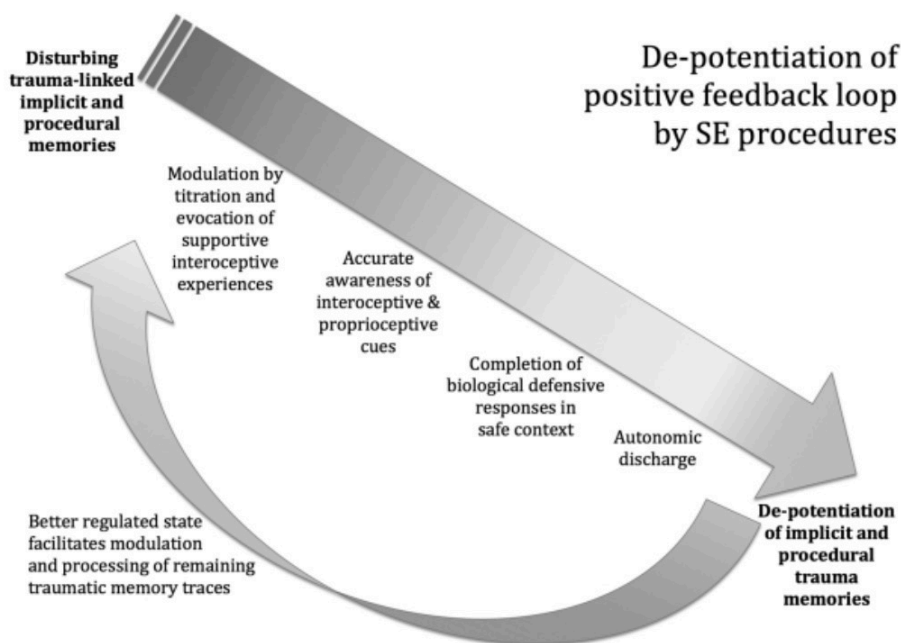 De-potentiation of
positive feedback loop
by SE procedures
Disturbing
trauma-linked
implicit and
procedural
memories
Modulation by
titration and
evocation of
supportive
interoceptive
experiences
Accurate
awareness of
interoceptive &
proprioceptive
cues
Completion of
biological defensive
responses in
safe context
Autonomic
discharge
De-potentiation
of implicit and
procedural
trauma
memories
Better regulated state
facilitates modulation
and processing of remaining
traumatic memory traces